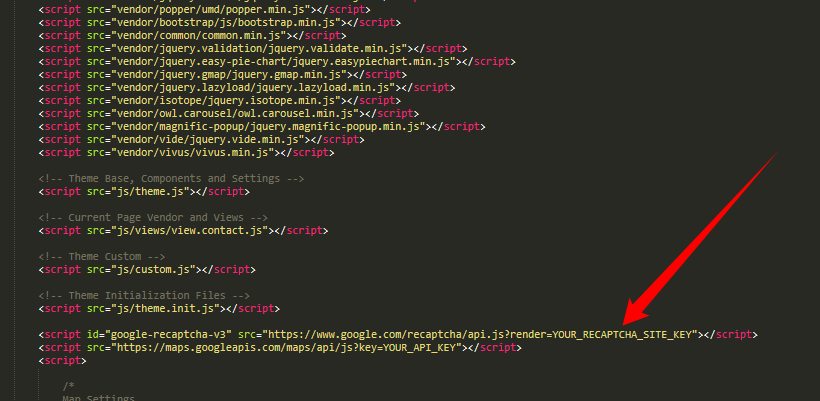 <script src="vendor/popper/umd/popper.min.js"></script>
<script src="vendor/bootstrap/js/bootstrap.min.js"></script>
<script src="vendor/common/common.min.js"></script>
<script src="vendor/jquery.validation/jquery.validate.min.js"></script>
<script src="vendor/jquery.easy-pie-chart/jquery.easypiechart.min.js"></script>
<script src="vendor/jquery.gmap/jquery.gmap.min.js"></script>
<script src="vendor/jquery.lazyload/jquery.lazyload.min.js"></script>
<script src="vendor/isotope/jquery.isotope.min.js"></script>
<script src="vendor/owl.carousel/owl.carousel.min.js"></script>
<script src="vendor/magnific-popup/jquery.magnific-popup.min.js"></script>
<script src="vendor/vide/jquery.vide.min.js"></script>
<script src="vendor/vivus/vivus.min.js"></script>
<!-- Theme Base, Components and Settings -->
<script src="js/theme.js"></script>
<!-- Current Page Vendor and Views -->
<script src="js/views/view.contact.js"></script>
<!-- Theme Custom -->
<script src="js/custom.js"></script>
<!-- Theme Initialization Files -->
<script src="js/theme.init.js"></script>
<script id="google-recaptcha-v3" src="https://www.google.com/recaptcha/api.js?render=YOUR_RECAPTCHA_SITE_KEY"></script>
<script src="https://maps.googleapis.com/maps/api/js?key=YOUR_API_KEY"></script>
<script>
/*
Map Settings